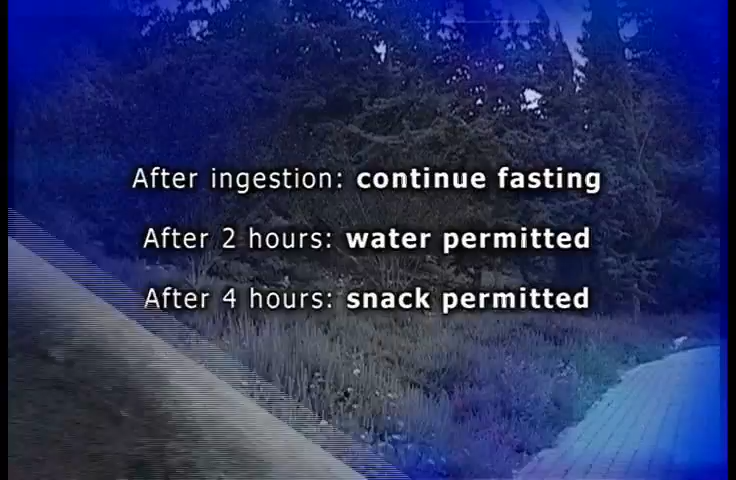 After ingestion: continue fasting
After 2 hours: water permitted
After 4 hours: snack permitted